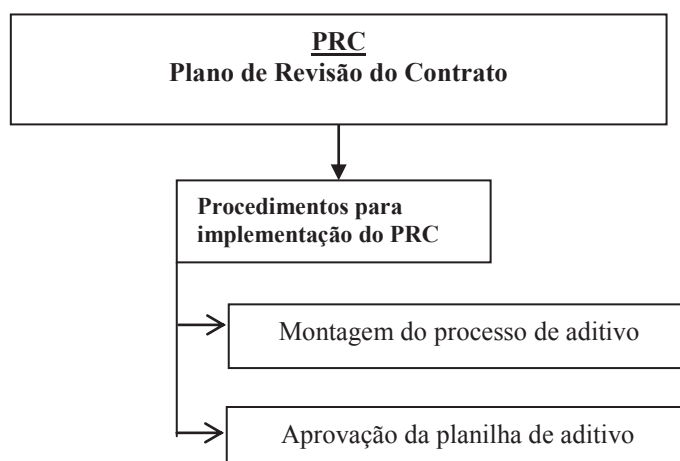 PRC
Plano de Revisão do Contrato
Procedimentos para
implementação do PRC
Montagem do processo de aditivo
Aprovação da planilha de aditivo